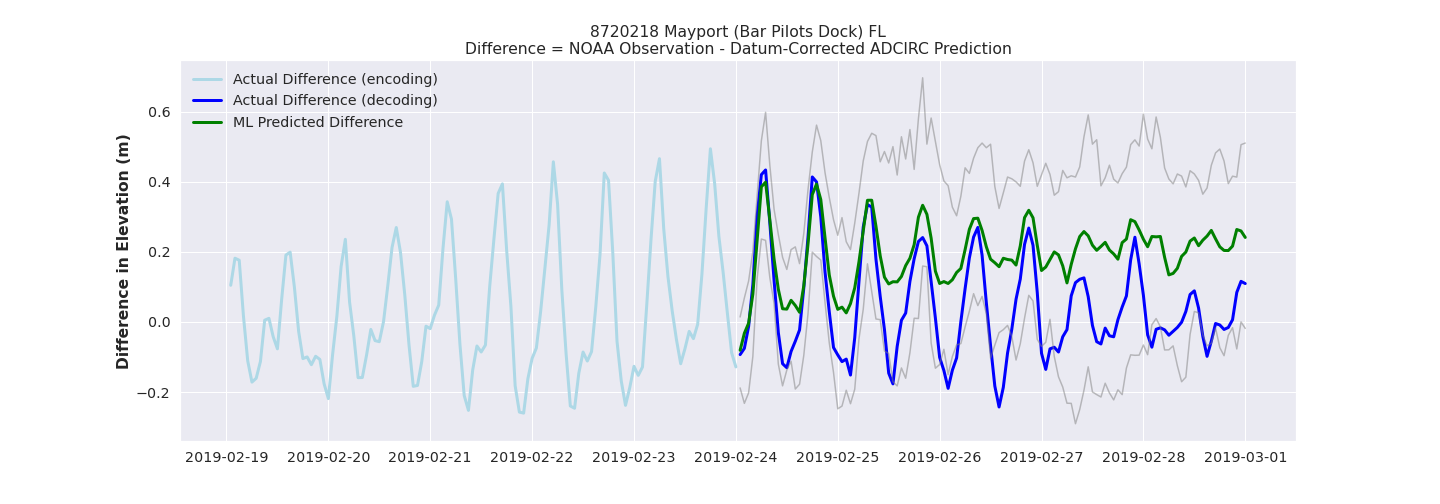 8720218 Mayport (Bar Pilots Dock) FL
Difference = NOAA Observation - Datum-Corrected ADCIRC Prediction
Actual Difference (encoding)
Actual Difference (decoding)
ML Predicted Difference
Difference in Elevation (m)
0.6
0.4
0.2
0.0
−0.2
2019-02-19 2019-02-20 2019-02-21 2019-02-22 2019-02-23 2019-02-24 2019-02-25 2019-02-26 2019-02-27 2019-02-28 2019-03-01